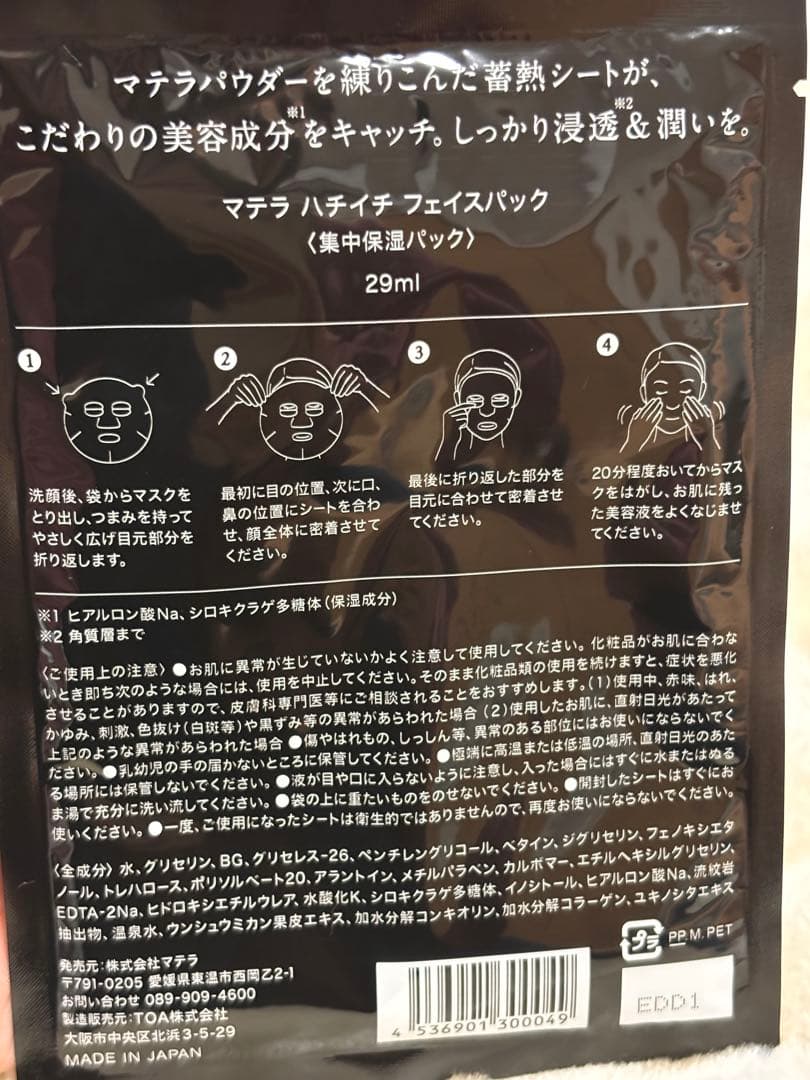 マテラパウダーを練りこんだ蓄熱シートが、
こだわりの美容成分※1をキャッチ。しっかり浸透※2&潤いを。
マテラ ハチイチ フェイスパック
〈集中保湿パック〉
29ml
1
洗顔後、袋からマスクを
とり出し、つまみを持って
やさしく広げ目元部分を
折り返します。
2
最初に目の位置、次に口、
鼻の位置にシートを合わ
せ、顔全体に密着させて
ください。
3
最後に折り返した部分を
目元に合わせて密着させ
てください。
4
20分程度おいてからマス
クをはがし、お肌に残っ
た美容液をよくなじませ
てください。
※1 ヒアルロン酸Na、シロキクラゲ多糖体（保湿成分）
※2 角質層まで
〈ご使用上の注意〉●お肌に異常が生じていないかよく注意して使用してください。化粧品がお肌に合わな
いとき即ち次のような場合には、使用を中止してください。そのまま化粧品類の使用を続けますと、症状を悪化
させることがありますので、皮膚科専門医等にご相談されることをおすすめします。（1）使用中、赤味、はれ、
かゆみ、刺激、色抜け（白斑等）や黒ずみ等の異常があらわれた場合（2）使用したお肌に、直射日光があたって
上記のような異常があらわれた場合 ●傷やはれもの、しっしん等、異常のある部位にはお使いにならないでく
ださい。●乳幼児の手の届かないところに保管してください。●極端に高温または低温の場所、直射日光のあた
る場所には保管しないでください。●液が目や口に入らないように注意し、入った場合にはすぐに水またはぬる
ま湯で充分に洗い流してください。●袋の上に重たいものをのせないでください。●開封したシートはすぐにお
使いください。●一度、ご使用になったシートは衛生的ではありませんので、再度お使いにならないでください。
〈全成分〉水、グリセリン、BG、グリセレス-26、ペンチレングリコール、ベタイン、ジグリセリン、フェノキシエタ
ノール、トレハロース、ポリソルベート20、アラントイン、メチルパラベン、カルボマー、エチルヘキシルグリセリン、
EDTA-2Na、ヒドロキシエチルウレア、水酸化K、シロキクラゲ多糖体、イノシトール、ヒアルロン酸Na、流紋岩
抽出物、温泉水、ウンシュウミカン果皮エキス、加水分解コンキオリン、加水分解コラーゲン、ユキノシタエキス
発売元：株式会社マテラ
〒791-0205 愛媛県東温市西岡乙2-1
お問い合わせ 089-909-4600
製造販売元：TOA株式会社
大阪市中央区北浜3-5-29
MADE IN JAPAN
4 536901 300049
プラ
PP.M.PET
EDD1